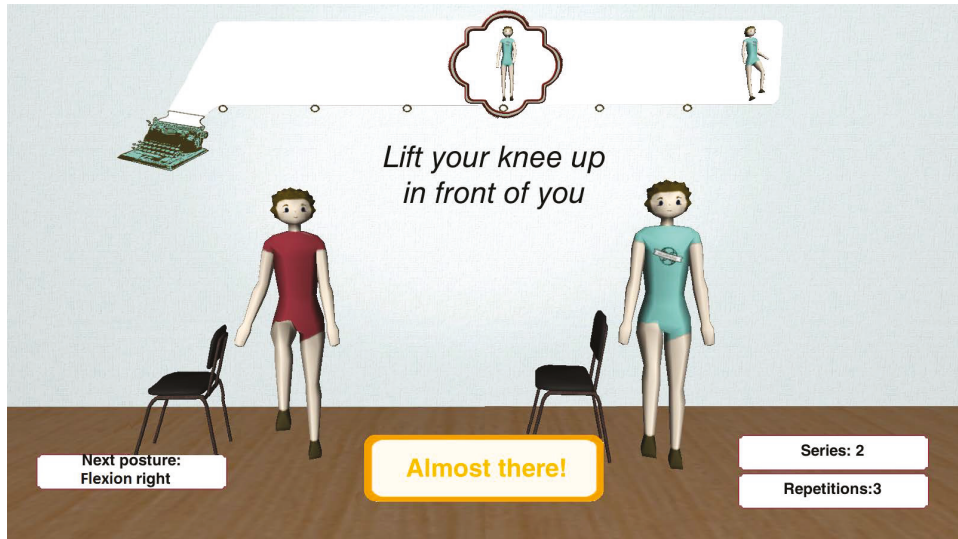 Lift your knee up
in front of you
Next posture:
Flexion right
Almost there!
Series: 2
Repetitions:3